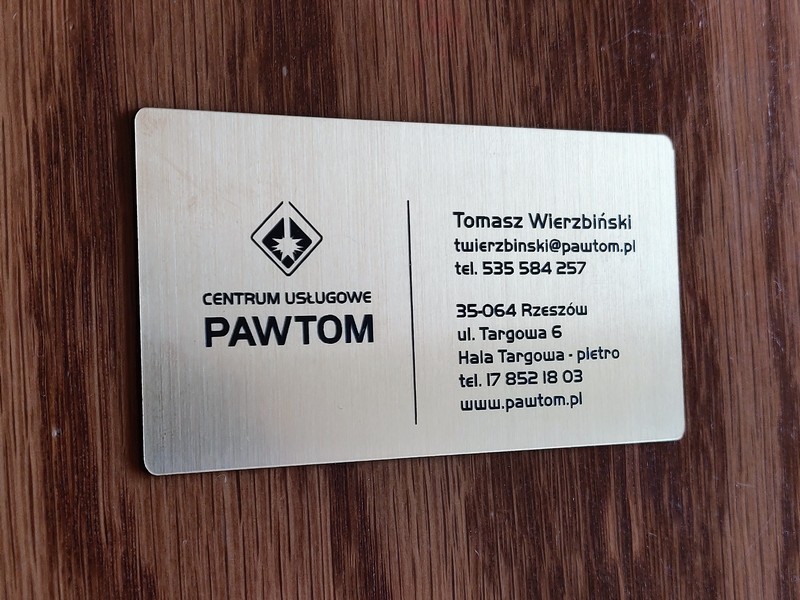 CENTRUM USŁUGOWE
PAWTOM
Tomasz Wierzbiński
twierzbinski@pawtom.pl
tel. 535 584 257
35-064 Rzeszów
ul. Targowa 6
Hala Targowa - piętro
tel. 17 852 18 03
www.pawtom.pl